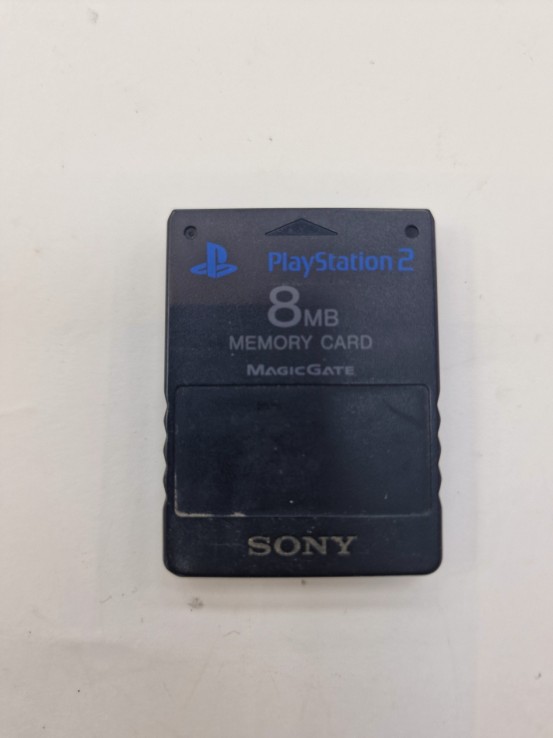 PlayStation 2
8MB
MEMORY CARD
MAGICGATE
SONY